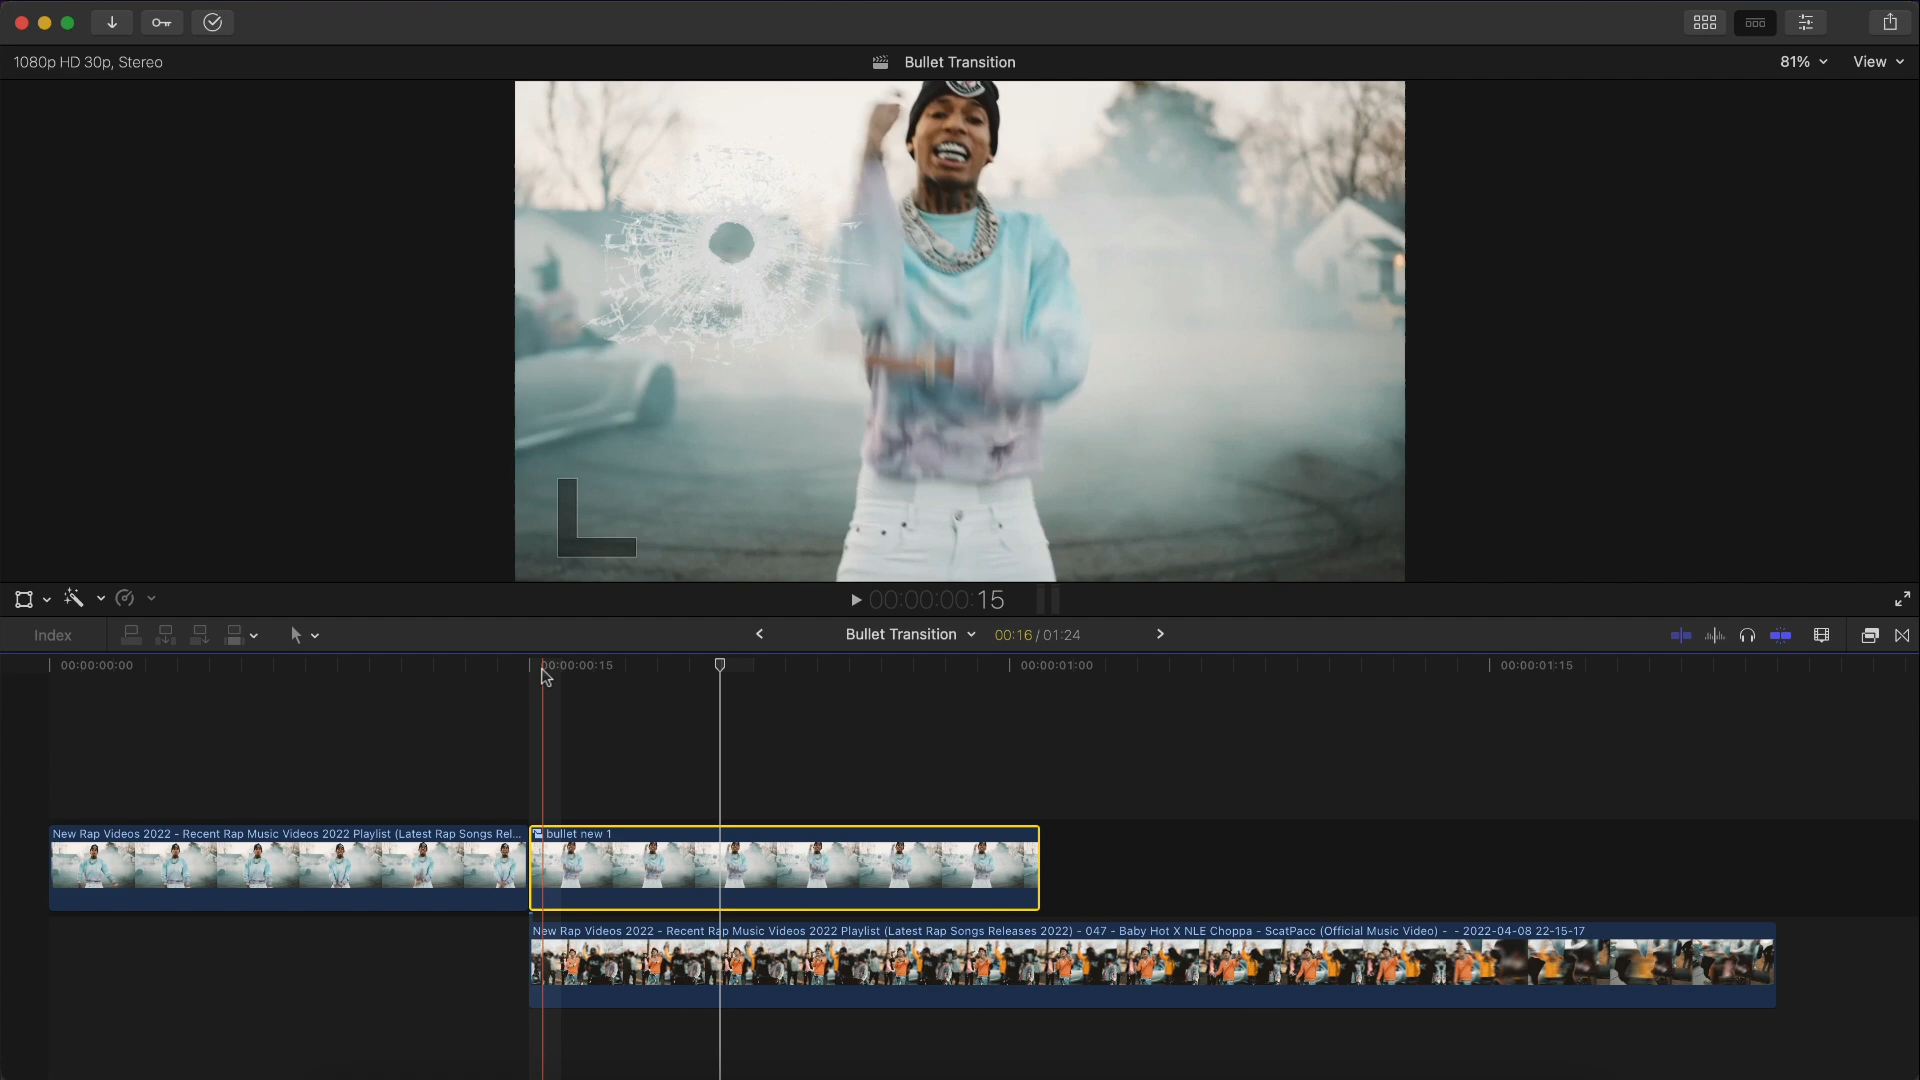 1080p HD 30p, Stereo
Bullet Transition
81%
View
00:00:00:15
Index
Bullet Transition
00:16 / 01:24
00:00:00:00
00:00:00:15
00:00:01:00
00:00:01:15
New Rap Videos 2022 - Recent Rap Music Videos 2022 Playlist (Latest Rap Songs Rel...
bullet new 1
New Rap Videos 2022 - Recent Rap Music Videos 2022 Playlist (Latest Rap Songs Releases 2022) - 047 - Baby Hot X NLE Choppa - ScatPacc (Official Music Video) - - 2022-04-08 22-15-17